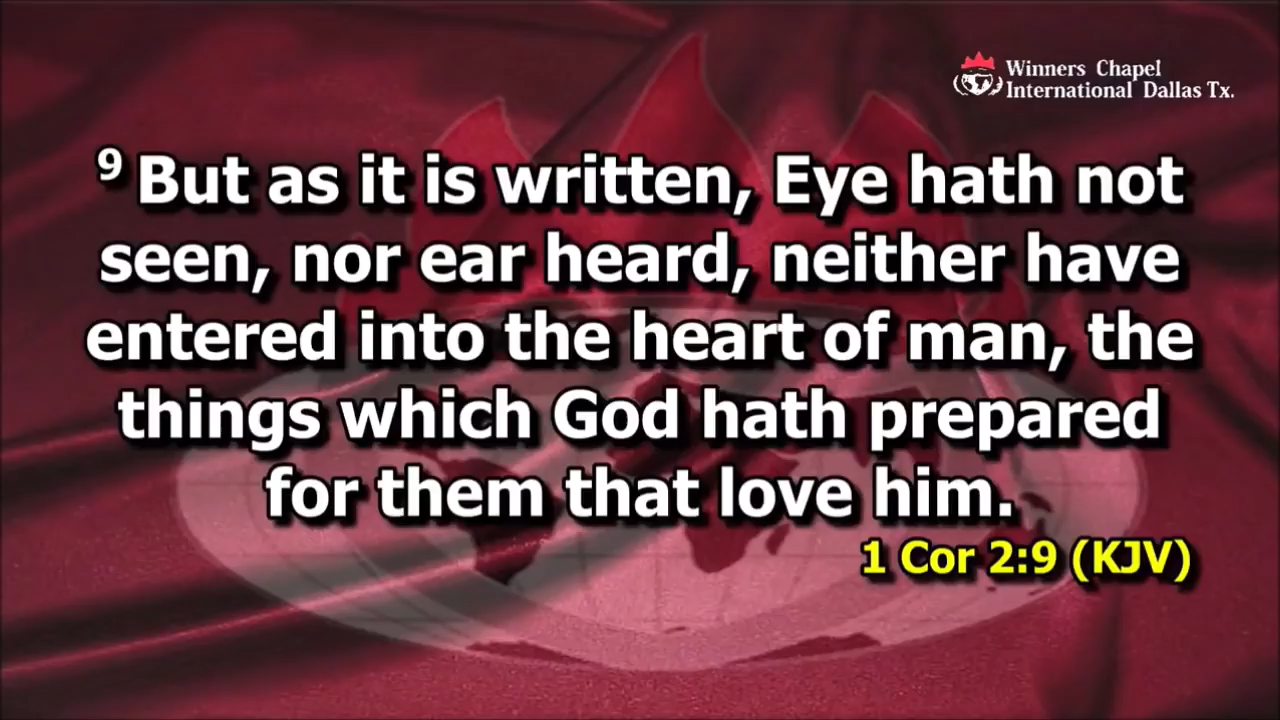 Winners Chapel
International Dallas Tx.
9 But as it is written, Eye hath not
seen, nor ear heard, neither have
entered into the heart of man, the
things which God hath prepared
for them that love him.
1 Cor 2:9 (KJV)